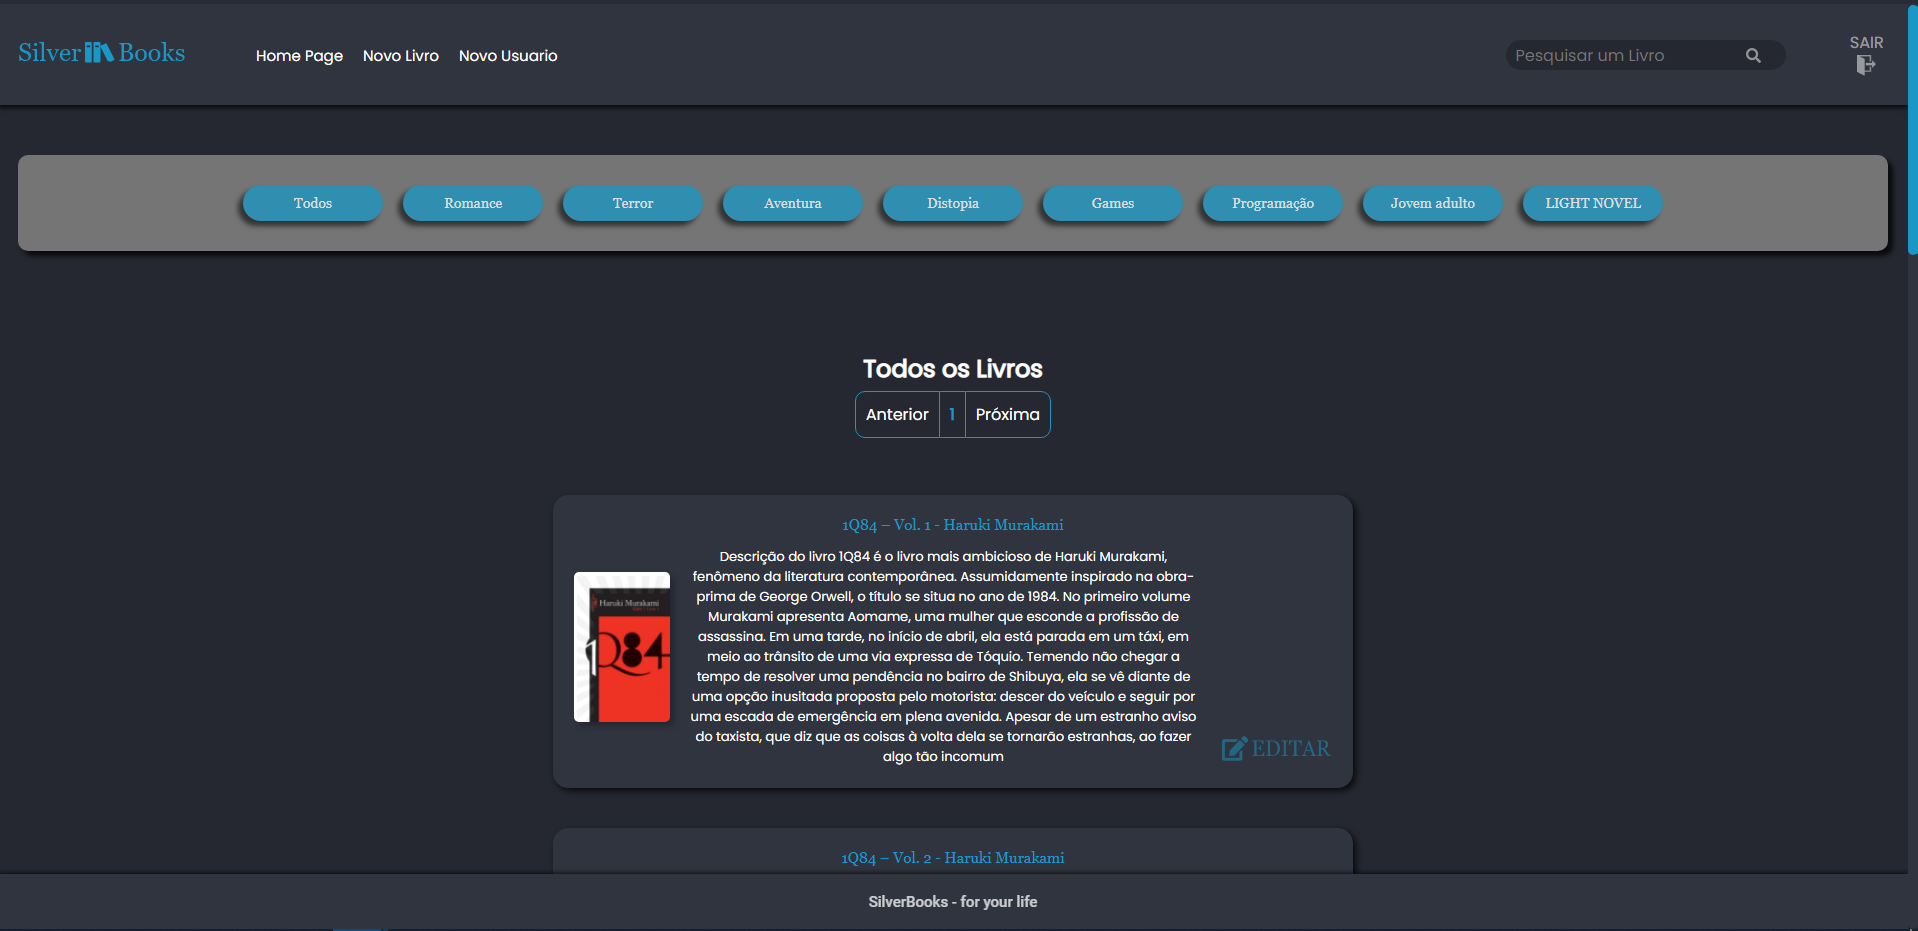 Silver Books
Home Page Novo Livro Novo Usuario
Pesquisar um Livro
SAIR
Todos Romance Terror Aventura Distopia Games Programação Jovem adulto LIGHT NOVEL
Todos os Livros
Anterior 1 Próxima
1Q84 – Vol. 1 - Haruki Murakami
Haruki Murakami
1Q84
Descrição do livro 1Q84 é o livro mais ambicioso de Haruki Murakami,
fenômeno da literatura contemporânea. Assumidamente inspirado na obra-
prima de George Orwell, o título se situa no ano de 1984. No primeiro volume
Murakami apresenta Aomame, uma mulher que esconde a profissão de
assassina. Em uma tarde, no início de abril, ela está parada em um táxi, em
meio ao trânsito de uma via expressa de Tóquio. Temendo não chegar a
tempo de resolver uma pendência no bairro de Shibuya, ela se vê diante de
uma opção inusitada proposta pelo motorista: descer do veículo e seguir por
uma escada de emergência em plena avenida. Apesar de um estranho aviso
do taxista, que diz que as coisas à volta dela se tornarão estranhas, ao fazer
algo tão incomum
EDITAR
1Q84 – Vol. 2 - Haruki Murakami
SilverBooks - for your life